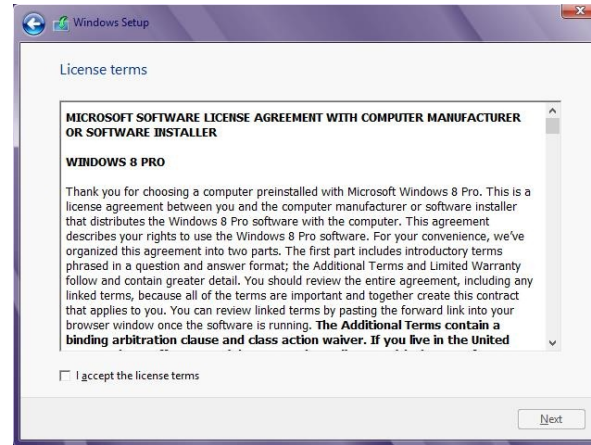 Windows Setup
License terms
MICROSOFT SOFTWARE LICENSE AGREEMENT WITH COMPUTER MANUFACTURER
OR SOFTWARE INSTALLER
WINDOWS 8 PRO
Thank you for choosing a computer preinstalled with Microsoft Windows 8 Pro. This is a
license agreement between you and the computer manufacturer or software installer
that distributes the Windows 8 Pro software with the computer. This agreement
describes your rights to use the Windows 8 Pro software. For your convenience, we've
organized this agreement into two parts. The first part includes introductory terms
phrased in a question and answer format; the Additional Terms and Limited Warranty
follow and contain greater detail. You should review the entire agreement, including any
linked terms, because all of the terms are important and together create this contract
that applies to you. You can review linked terms by pasting the forward link into your
browser window once the software is running. The Additional Terms contain a
binding arbitration clause and class action waiver. If you live in the United
I accept the license terms
Next